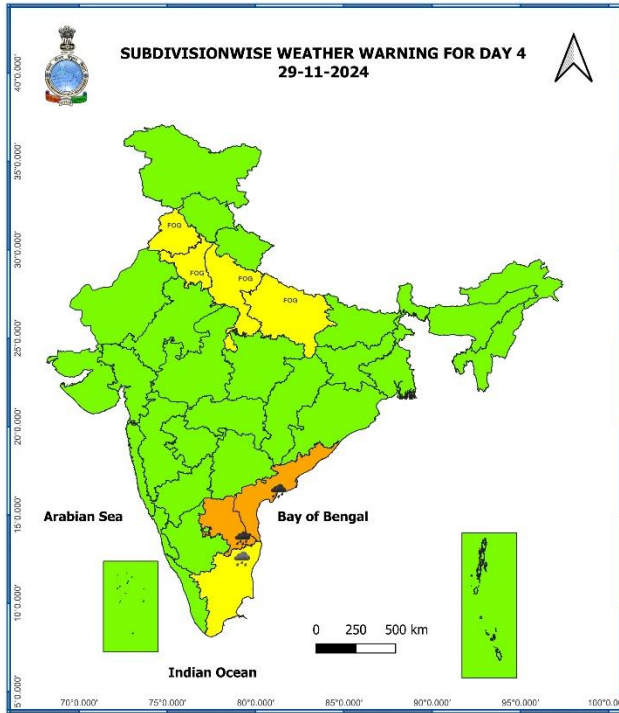 SUBDIVISIONWISE WEATHER WARNING FOR DAY 4
29-11-2024
40°0.000'
35°0.000'
30°0.000'
25°0.000'
20°0.000'
15°0.000'
10°0.000'
5°0.000'
FOG
FOG
FOG
Arabian Sea
Bay of Bengal
0 250 500 km
Indian Ocean
70°0.000' 75°0.000' 80°0.000' 85°0.000' 90°0.000' 95°0.000' 100°0.000'